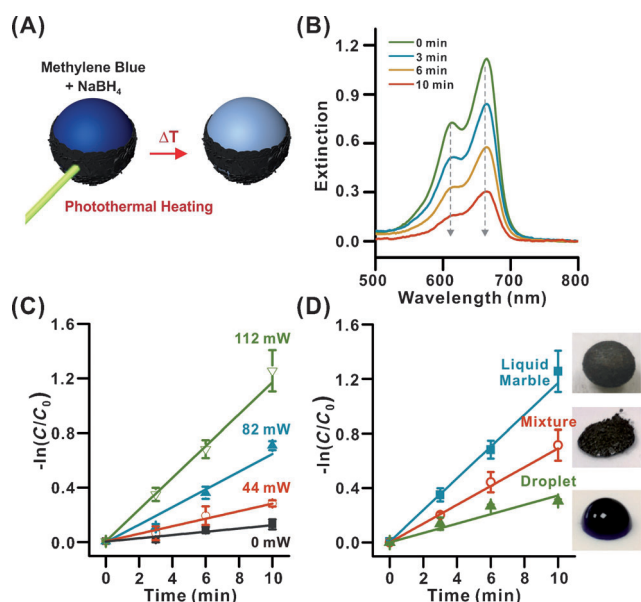 (A)
Methylene Blue
+ NaBH4
ΔT
Photothermal Heating
(B)
0 min
3 min
6 min
10 min
Extinction
1.2
0.9
0.6
0.3
0.0
500 600 700 800
Wavelength (nm)
(C)
-ln(C/C0)
1.6
1.2
0.8
0.4
0.0
112 mW
82 mW
44 mW
0 mW
0 2 4 6 8 10
Time (min)
(D)
-ln(C/C0)
1.6
1.2
0.8
0.4
0.0
Liquid
Marble
Mixture
Droplet
0 2 4 6 8 10
Time (min)